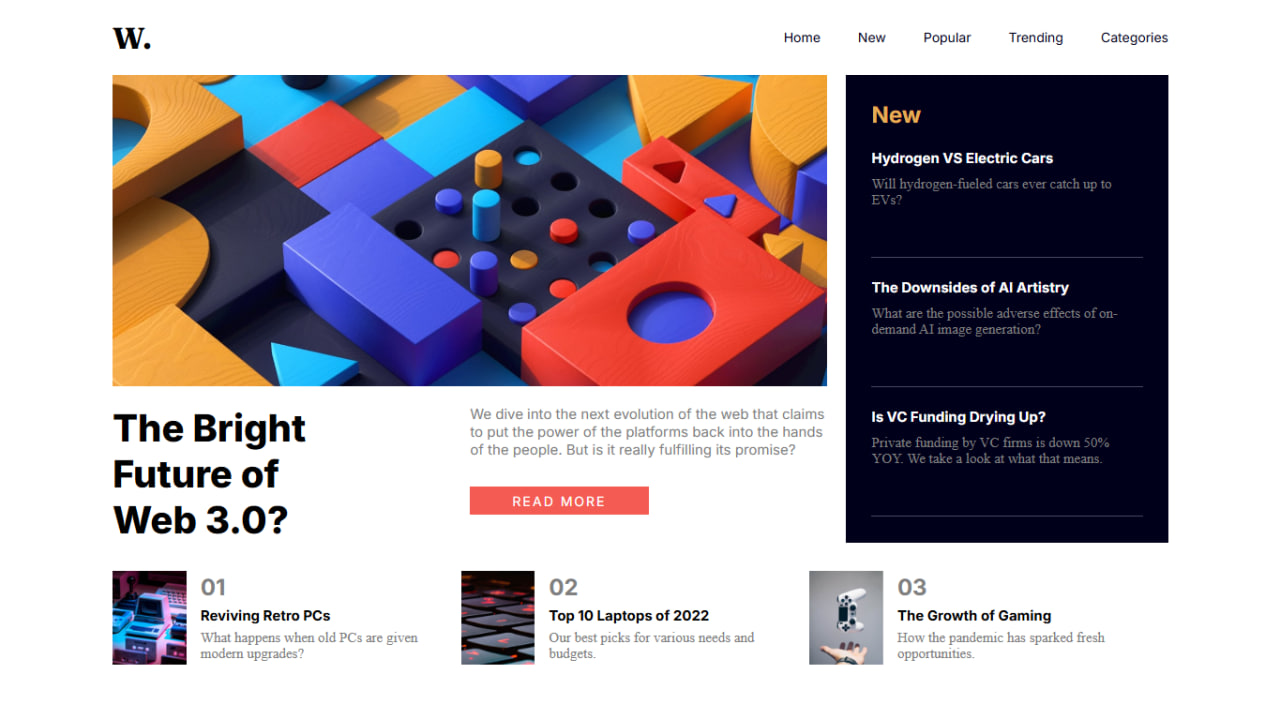 W.
Home New Popular Trending Categories
New
Hydrogen VS Electric Cars
Will hydrogen-fueled cars ever catch up to
EVs?
The Downsides of AI Artistry
What are the possible adverse effects of on-
demand AI image generation?
Is VC Funding Drying Up?
Private funding by VC firms is down 50%
YOY. We take a look at what that means.
The Bright
Future of
Web 3.0?
We dive into the next evolution of the web that claims
to put the power of the platforms back into the hands
of the people. But is it really fulfilling its promise?
READ MORE
01
Reviving Retro PCs
What happens when old PCs are given
modern upgrades?
02
Top 10 Laptops of 2022
Our best picks for various needs and
budgets.
03
The Growth of Gaming
How the pandemic has sparked fresh
opportunities.